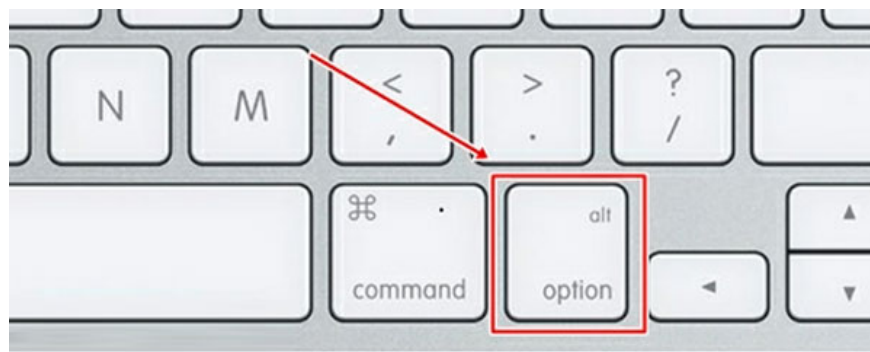 N M < > ?
, . /
⌘ alt
command option ◄ ▲
▼